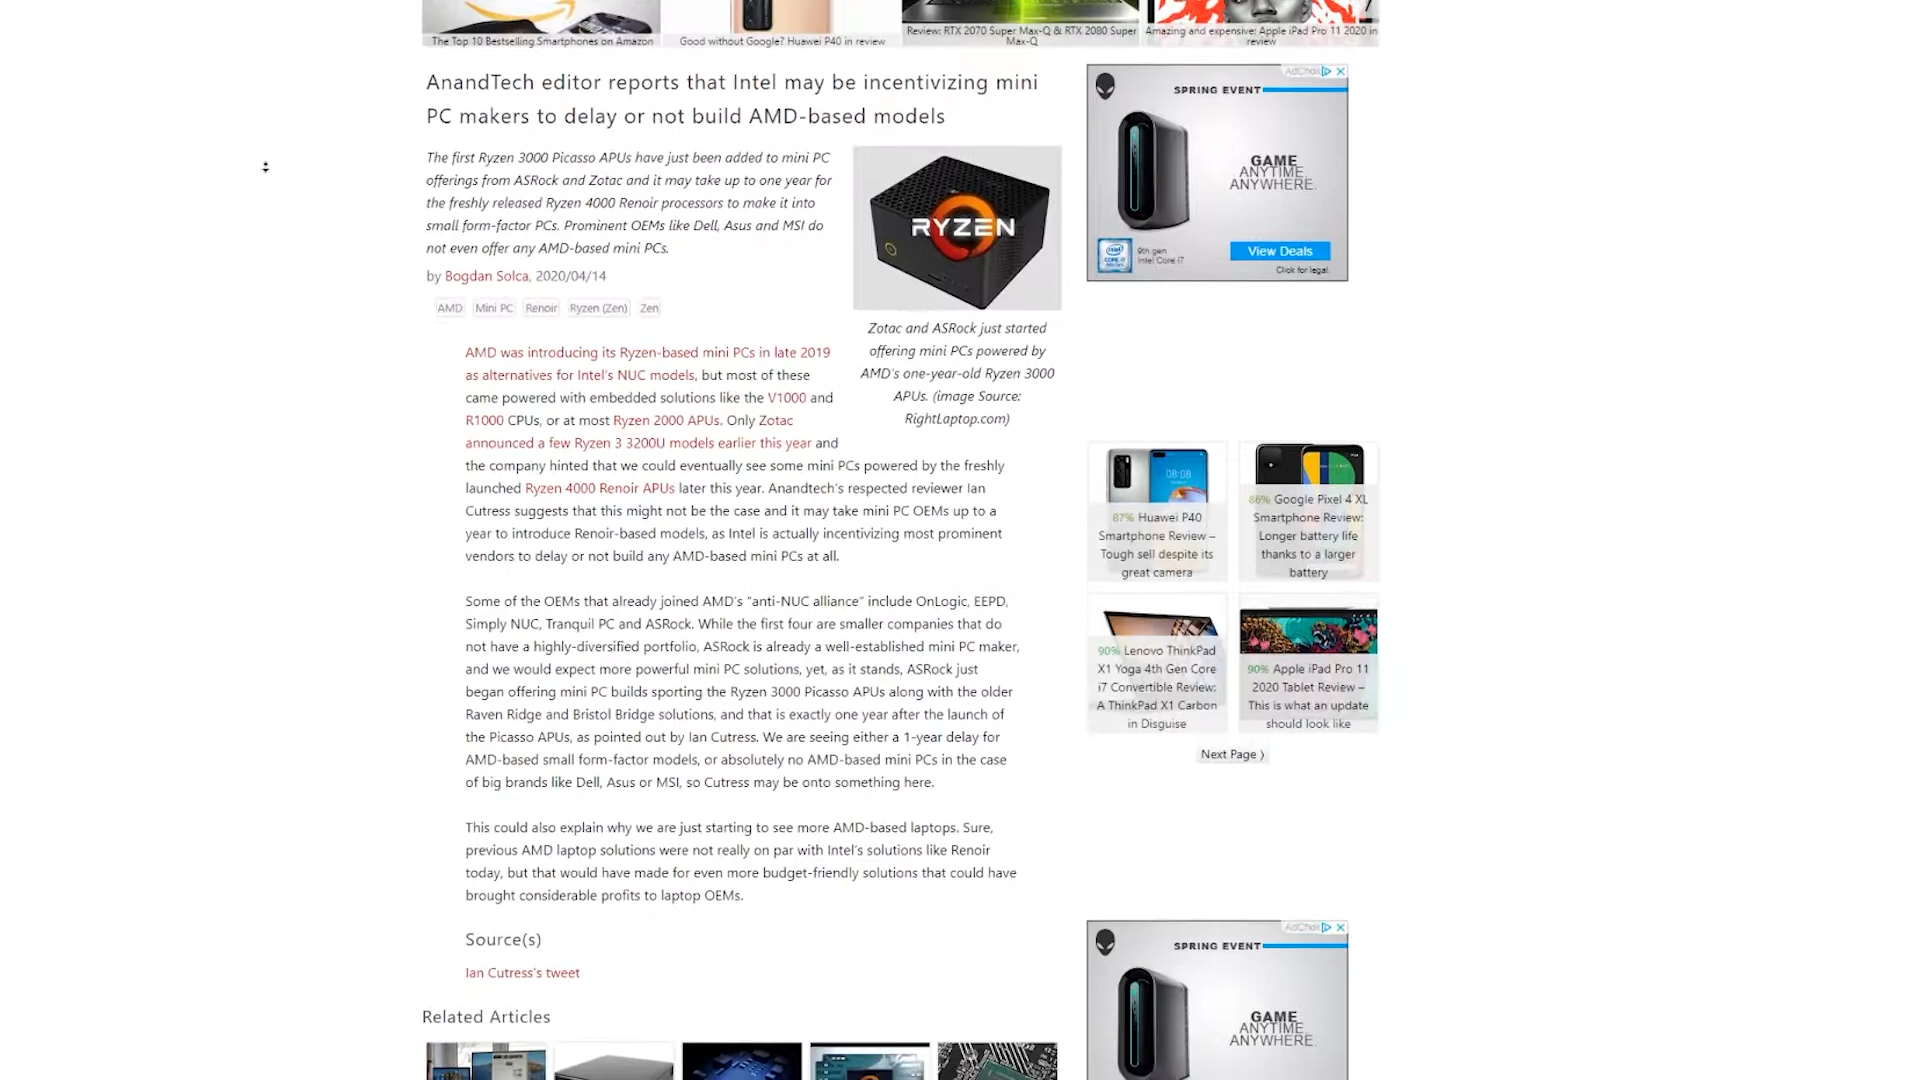 The Top 10 Bestselling Smartphones on Amazon
Good without Google? Huawei P40 in review
Review: RTX 2070 Super Max-Q & RTX 2080 Super
Max-Q
Amazing and expensive: Apple iPad Pro 11 2020 in
review
AnandTech editor reports that Intel may be incentivizing mini
PC makers to delay or not build AMD-based models
The first Ryzen 3000 Picasso APUs have just been added to mini PC
offerings from ASRock and Zotac and it may take up to one year for
the freshly released Ryzen 4000 Renoir processors to make it into
small form-factor PCs. Prominent OEMs like Dell, Asus and MSI do
not even offer any AMD-based mini PCs.
by Bogdan Solca, 2020/04/14
AMD Mini PC Renoir Ryzen (Zen) Zen
RYZEN
Zotac and ASRock just started
offering mini PCs powered by
AMD's one-year-old Ryzen 3000
APUs. (image Source:
RightLaptop.com)
AMD was introducing its Ryzen-based mini PCs in late 2019
as alternatives for Intel's NUC models, but most of these
came powered with embedded solutions like the V1000 and
R1000 CPUs, or at most Ryzen 2000 APUs. Only Zotac
announced a few Ryzen 3 3200U models earlier this year and
the company hinted that we could eventually see some mini PCs powered by the freshly
launched Ryzen 4000 Renoir APUs later this year. Anandtech's respected reviewer Ian
Cutress suggests that this might not be the case and it may take mini PC OEMs up to a
year to introduce Renoir-based models, as Intel is actually incentivizing most prominent
vendors to delay or not build any AMD-based mini PCs at all.
Some of the OEMs that already joined AMD's "anti-NUC alliance" include OnLogic, EEPD,
Simply NUC, Tranquil PC and ASRock. While the first four are smaller companies that do
not have a highly-diversified portfolio, ASRock is already a well-established mini PC maker,
and we would expect more powerful mini PC solutions, yet, as it stands, ASRock just
began offering mini PC builds sporting the Ryzen 3000 Picasso APUs along with the older
Raven Ridge and Bristol Bridge solutions, and that is exactly one year after the launch of
the Picasso APUs, as pointed out by Ian Cutress. We are seeing either a 1-year delay for
AMD-based small form-factor models, or absolutely no AMD-based mini PCs in the case
of big brands like Dell, Asus or MSI, so Cutress may be onto something here.
This could also explain why we are just starting to see more AMD-based laptops. Sure,
previous AMD laptop solutions were not really on par with Intel's solutions like Renoir
today, but that would have made for even more budget-friendly solutions that could have
brought considerable profits to laptop OEMs.
Source(s)
Ian Cutress's tweet
Related Articles
AdChoic
SPRING EVENT
GAME
ANYTIME.
ANYWHERE.
9th gen
Intel Core i7
View Deals
Click for legal.
87% Huawei P40
Smartphone Review –
Tough sell despite its
great camera
86% Google Pixel 4 XL
Smartphone Review:
Longer battery life
thanks to a larger
battery
90% Lenovo ThinkPad
X1 Yoga 4th Gen Core
i7 Convertible Review:
A ThinkPad X1 Carbon
in Disguise
90% Apple iPad Pro 11
2020 Tablet Review –
This is what an update
should look like
Next Page ⟩
AdChoic
SPRING EVENT
GAME
ANYTIME.
ANYWHERE.